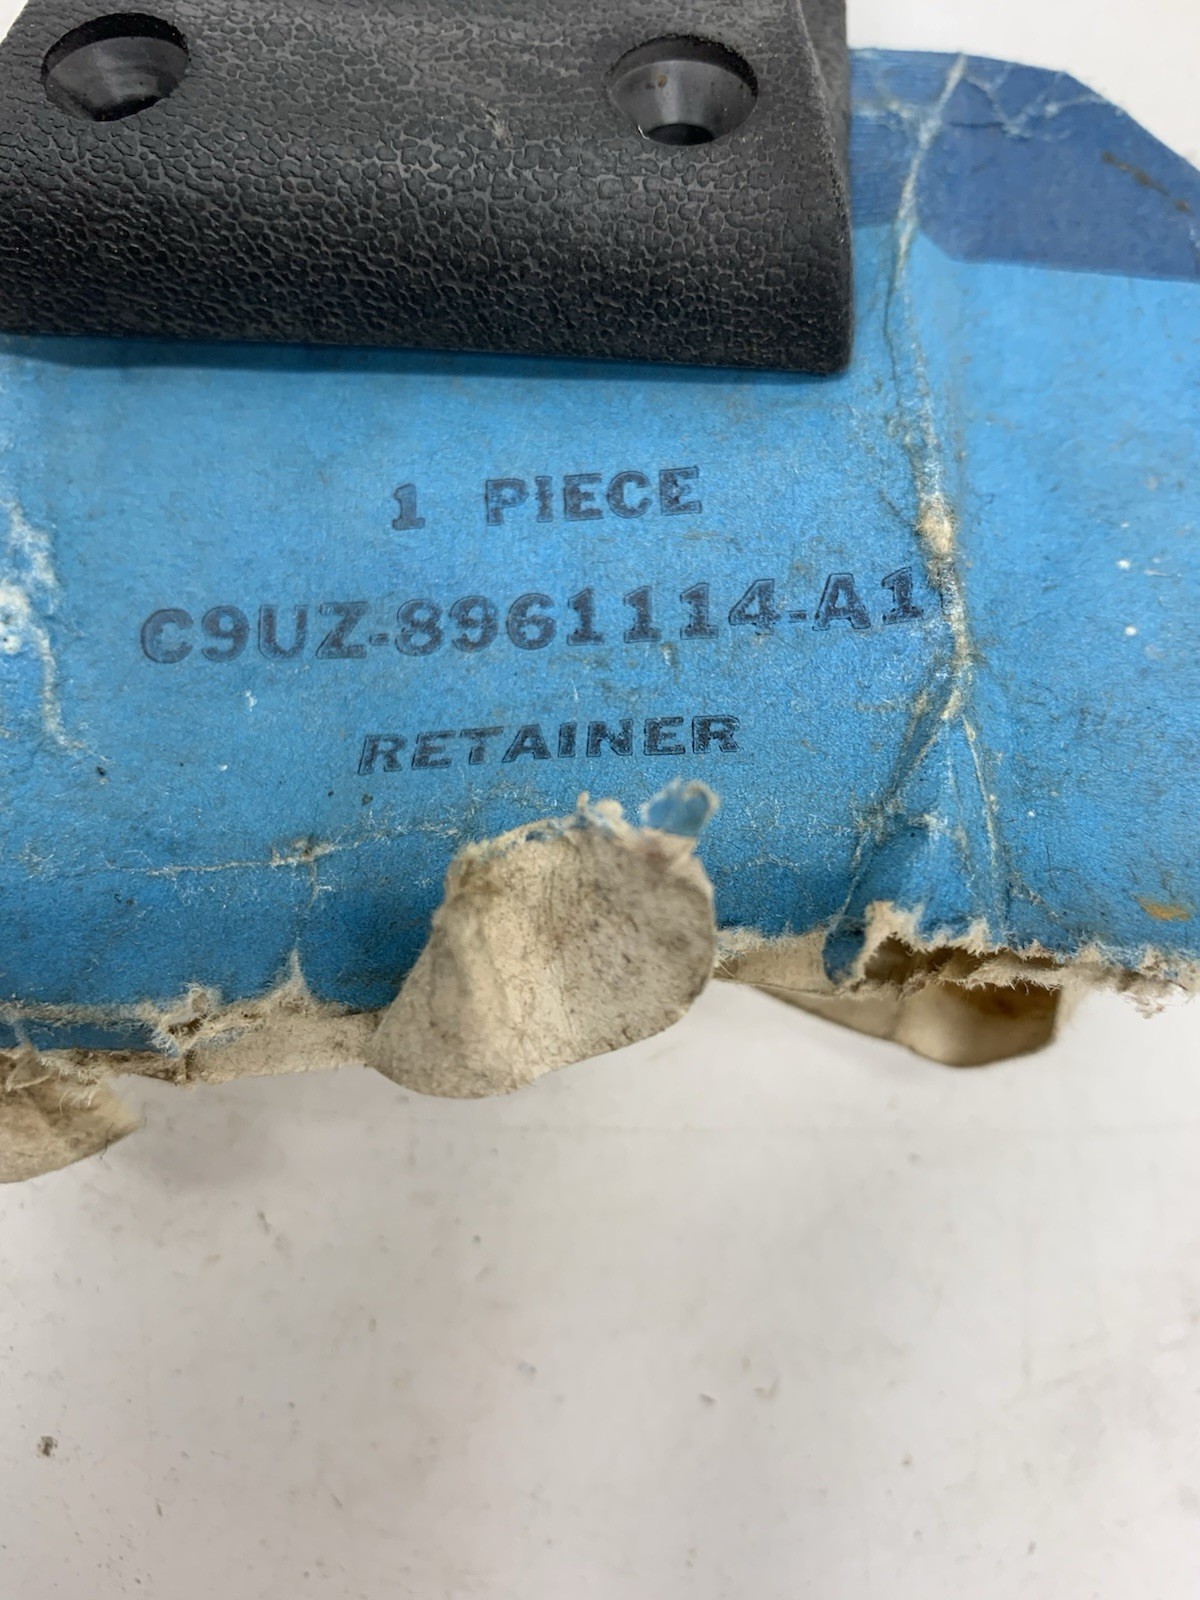 1 PIECE
C9UZ-8961114-A1
RETAINER